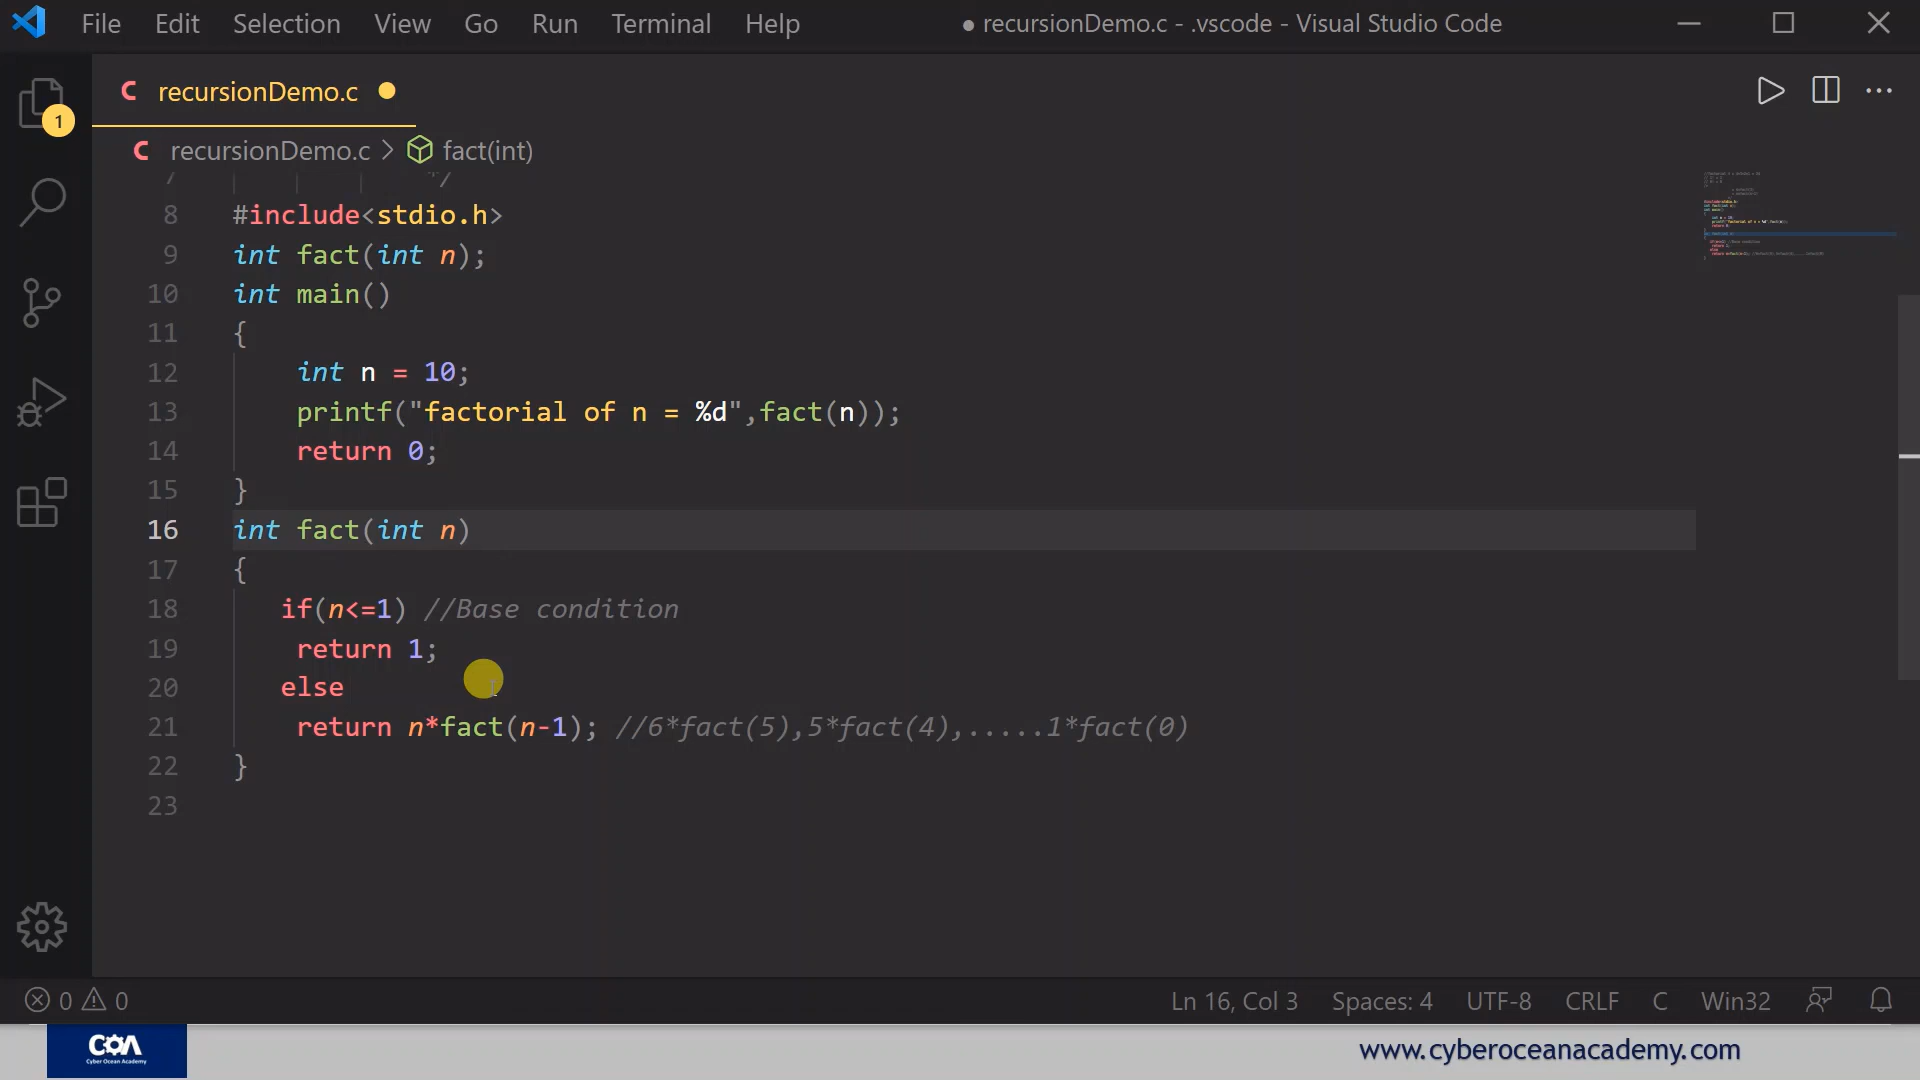 File Edit Selection View Go Run Terminal Help ● recursionDemo.c - .vscode - Visual Studio Code
C recursionDemo.c
1
C recursionDemo.c > fact(int)
7 */
8 #include<stdio.h>
9 int fact(int n);
10 int main()
11 {
12 int n = 10;
13 printf("factorial of n = %d",fact(n));
14 return 0;
15 }
16 int fact(int n)
17 {
18 if(n<=1) //Base condition
19 return 1;
20 else
21 return n*fact(n-1); //6*fact(5),5*fact(4),.....1*fact(0)
22 }
23
0 0 Ln 16, Col 3 Spaces: 4 UTF-8 CRLF C Win32
COA
Cyber Ocean Academy
www.cyberoceanacademy.com